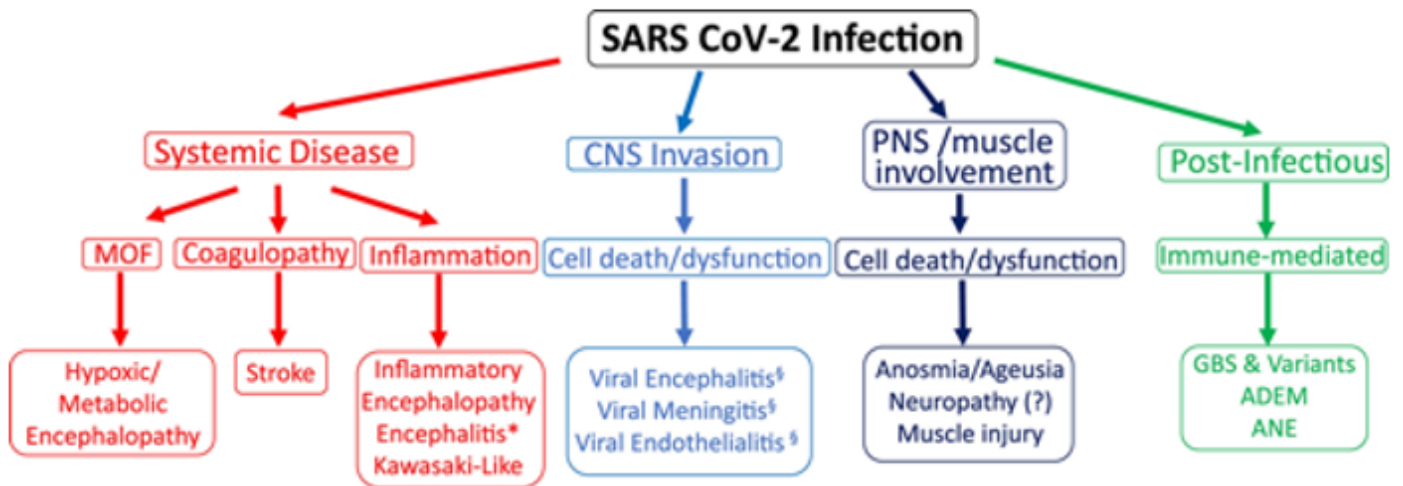 SARS CoV-2 Infection
Systemic Disease
CNS Invasion
PNS /muscle
involvement
Post-Infectious
MOF
Coagulopathy
Inflammation
Cell death/dysfunction
Cell death/dysfunction
Immune-mediated
Hypoxic/
Metabolic
Encephalopathy
Stroke
Inflammatory
Encephalopathy
Encephalitis*
Kawasaki-Like
Viral Encephalitis§
Viral Meningitis§
Viral Endothelialitis §
Anosmia/Ageusia
Neuropathy (?)
Muscle injury
GBS & Variants
ADEM
ANE